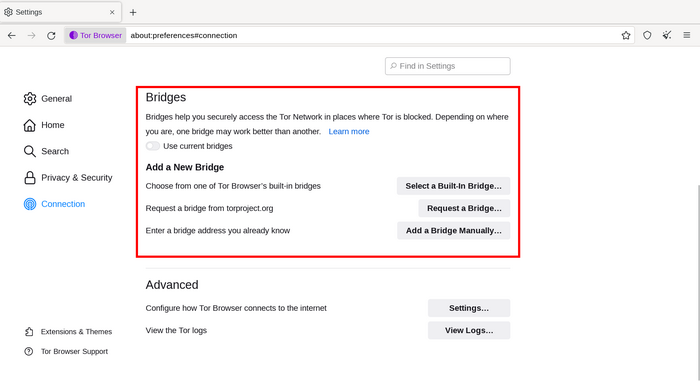 Settings
Tor Browser
about:preferences#connection
Find in Settings
General
Home
Search
Privacy & Security
Connection
Extensions & Themes
Tor Browser Support
Bridges
Bridges help you securely access the Tor Network in places where Tor is blocked. Depending on where
you are, one bridge may work better than another. Learn more
Use current bridges
Add a New Bridge
Choose from one of Tor Browser's built-in bridges
Select a Built-In Bridge…
Request a bridge from torproject.org
Request a Bridge…
Enter a bridge address you already know
Add a Bridge Manually…
Advanced
Configure how Tor Browser connects to the internet
Settings…
View the Tor logs
View Logs…